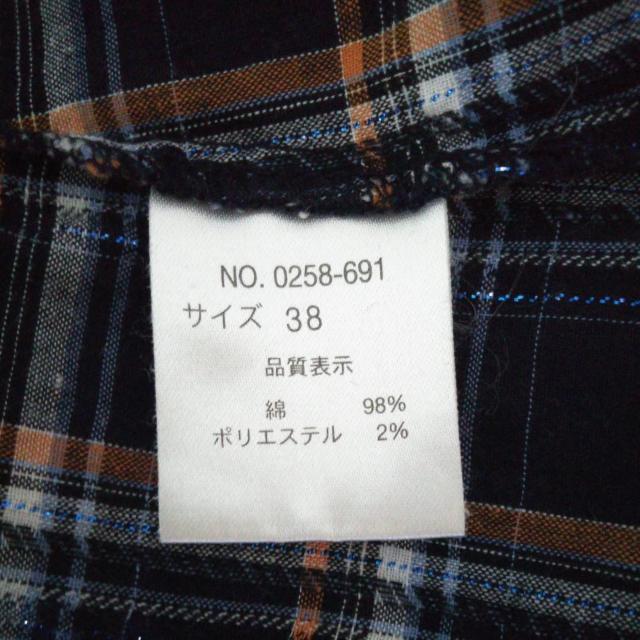 NO. 0258-691
サイズ 38
品質表示
綿 98%
ポリエステル 2%